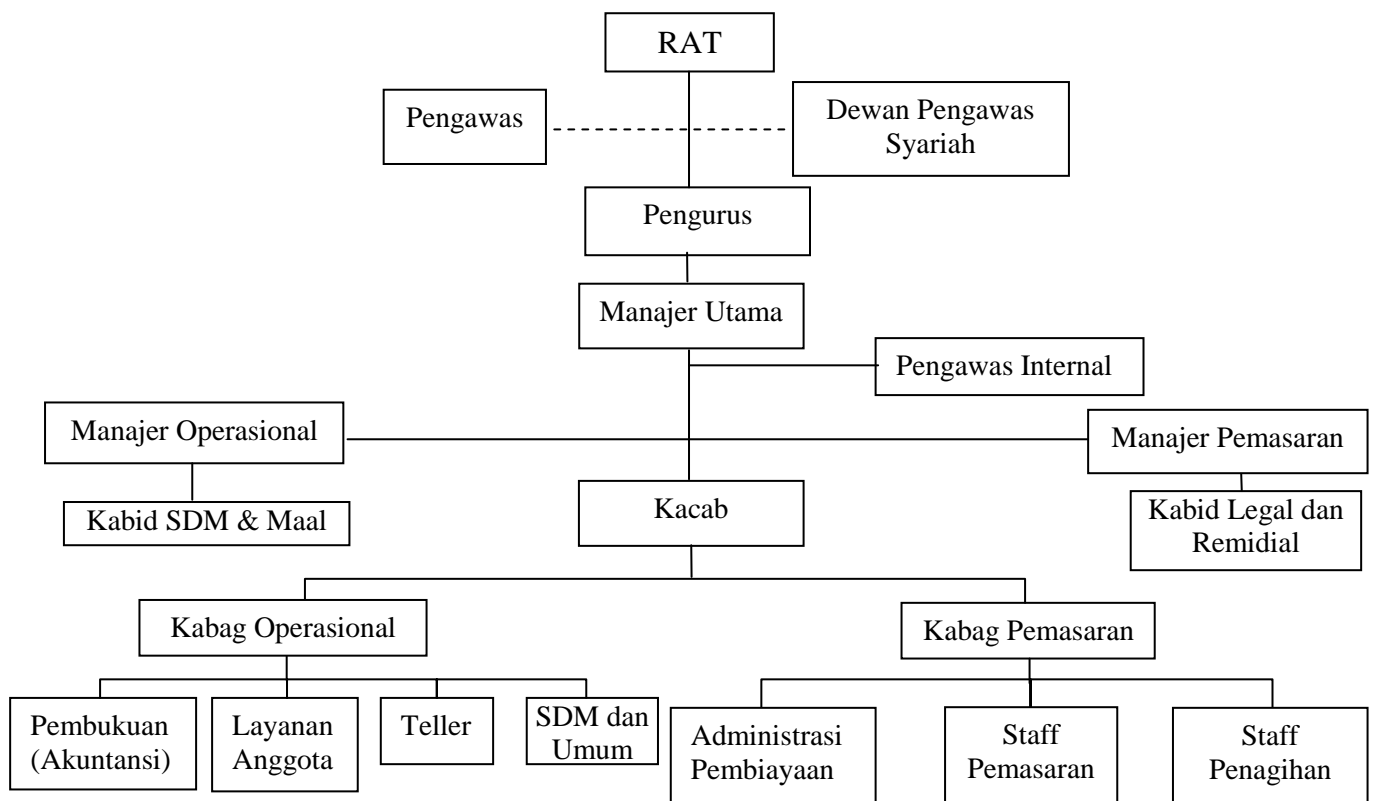 RAT
Pengawas
Dewan Pengawas
Syariah
Pengurus
Manajer Utama
Pengawas Internal
Manajer Operasional
Manajer Pemasaran
Kabid SDM & Maal
Kacab
Kabid Legal dan
Remidial
Kabag Operasional
Kabag Pemasaran
Pembukuan
(Akuntansi)
Layanan
Anggota
Teller
SDM dan
Umum
Administrasi
Pembiayaan
Staff
Pemasaran
Staff
Penagihan